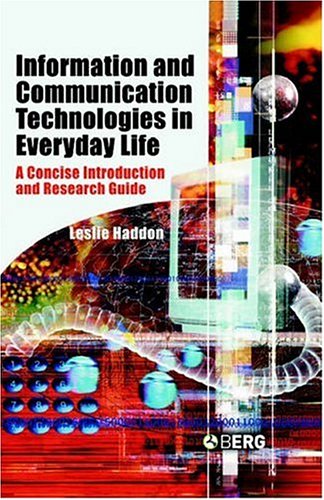 Information and
Communication
Technologies in
Everyday Life
A Concise Introduction
and Research Guide
Leslie Haddon
BERG